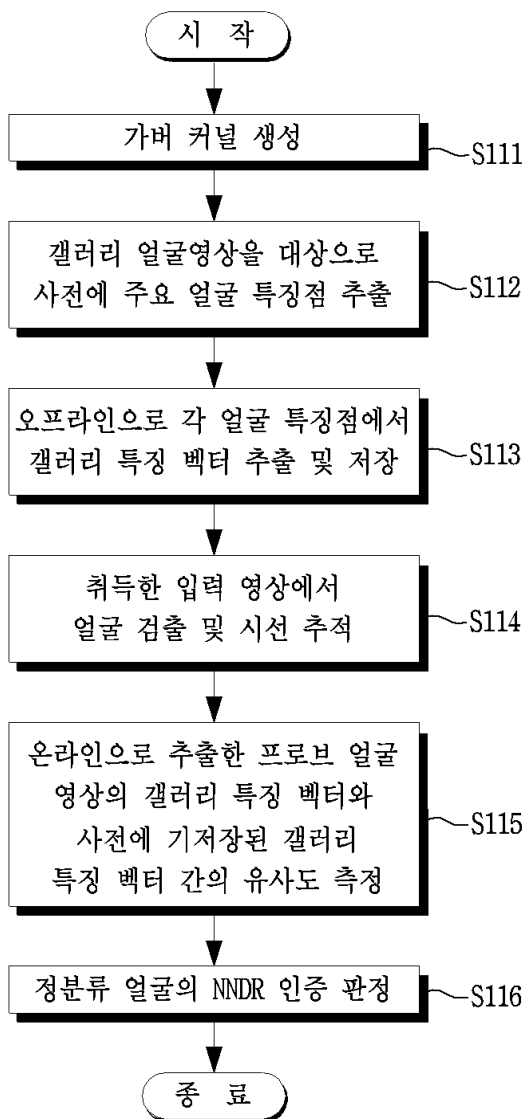 시 작
가버 커널 생성
S111
갤러리 얼굴영상을 대상으로
사전에 주요 얼굴 특징점 추출
S112
오프라인으로 각 얼굴 특징점에서
갤러리 특징 벡터 추출 및 저장
S113
취득한 입력 영상에서
얼굴 검출 및 시선 추적
S114
온라인으로 추출한 프로브 얼굴
영상의 갤러리 특징 벡터와
사전에 기저장된 갤러리
특징 벡터 간의 유사도 측정
S115
정분류 얼굴의 NNDR 인증 판정
S116
종 료